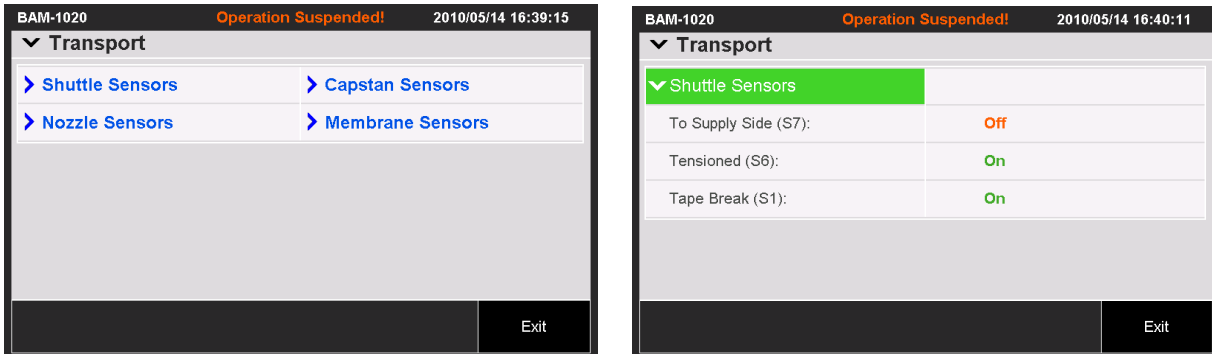 BAM-1020 Operation Suspended! 2010/05/14 16:39:15
Transport
Shuttle Sensors Capstan Sensors
Nozzle Sensors Membrane Sensors
Exit
BAM-1020 Operation Suspended! 2010/05/14 16:40:11
Transport
Shuttle Sensors
To Supply Side (S7): Off
Tensioned (S6): On
Tape Break (S1): On
Exit